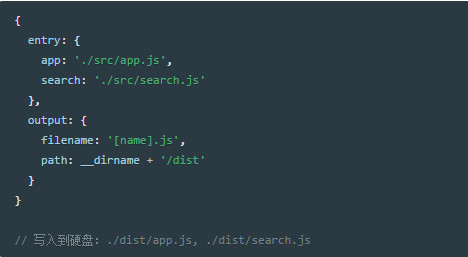 {
  entry: {
    app: './src/app.js',
    search: './src/search.js'
  },
  output: {
    filename: '[name].js',
    path: __dirname + '/dist'
  }
}
// 写入到硬盘: ./dist/app.js, ./dist/search.js